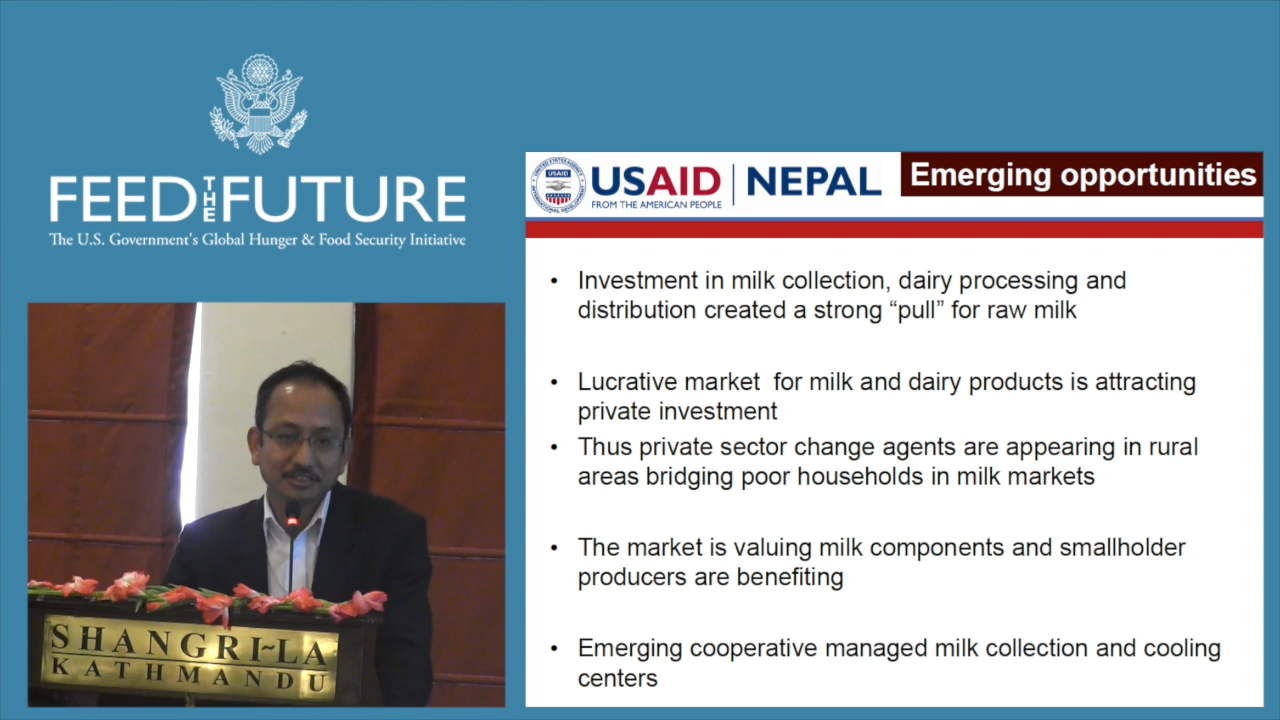 FEED THE FUTURE
The U.S. Government's Global Hunger & Food Security Initiative
SHANGRI~LA
KATHMANDU
USAID
USAID | NEPAL
FROM THE AMERICAN PEOPLE
Emerging opportunities
• Investment in milk collection, dairy processing and
distribution created a strong “pull” for raw milk
• Lucrative market for milk and dairy products is attracting
private investment
• Thus private sector change agents are appearing in rural
areas bridging poor households in milk markets
• The market is valuing milk components and smallholder
producers are benefiting
• Emerging cooperative managed milk collection and cooling
centers